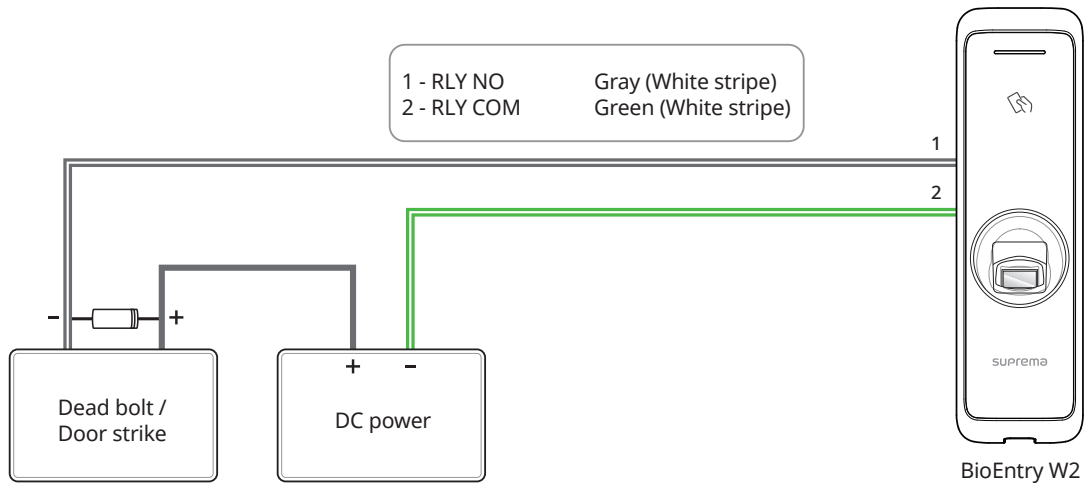 1 - RLY NO Gray (White stripe)
2 - RLY COM Green (White stripe)
1
2
- +
+ -
Dead bolt /
Door strike
DC power
suprema
BioEntry W2